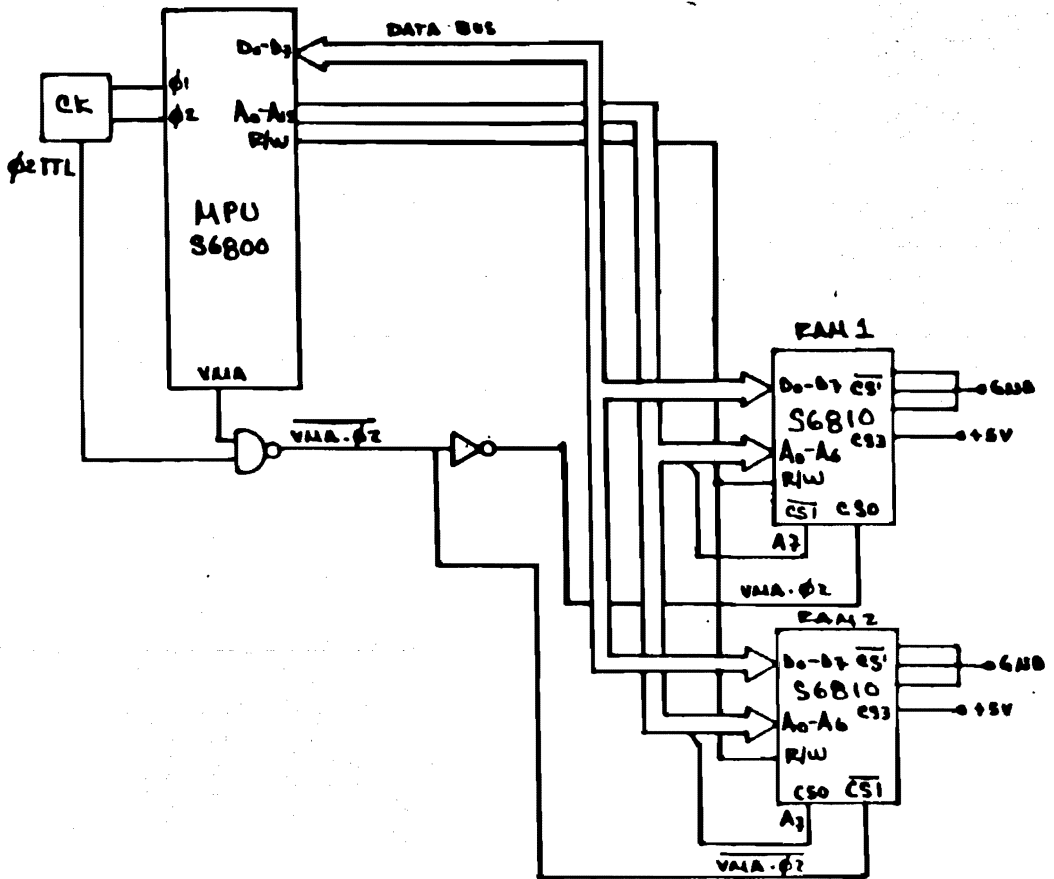 DATA BUS
D0-D7
CK
φ1
φ2
A0-A15
R/W
φ2 TTL
MPU
S6800
VMA
VMA·φ2
RAM 1
D0-D7 CS'
GND
S6810
CS3
+5V
A0-A6
R/W
CS1 CS0
A7
VMA·φ2
RAM 2
D0-D7 CS'
GND
S6810
CS3
+5V
A0-A6
R/W
CS0 CS1
A7
VMA·φ2